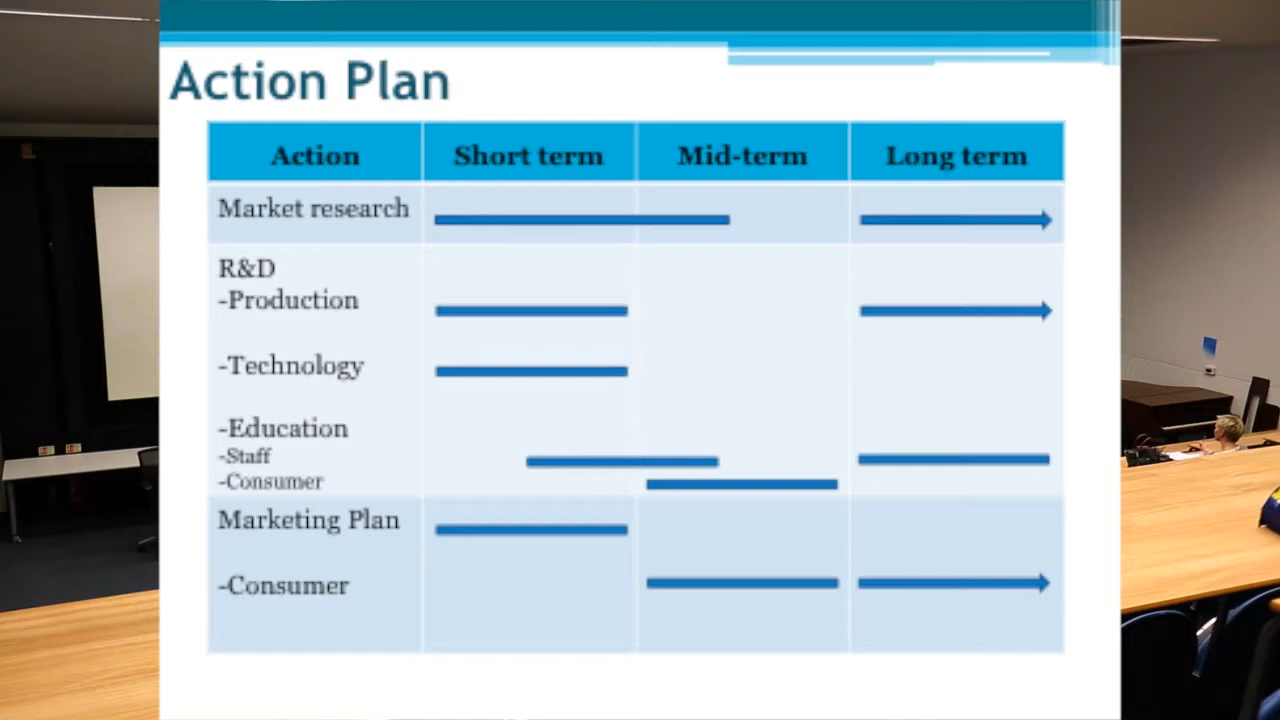 Action Plan
Action Short term Mid-term Long term
Market research
R&D
-Production
-Technology
-Education
-Staff
-Consumer
Marketing Plan
-Consumer